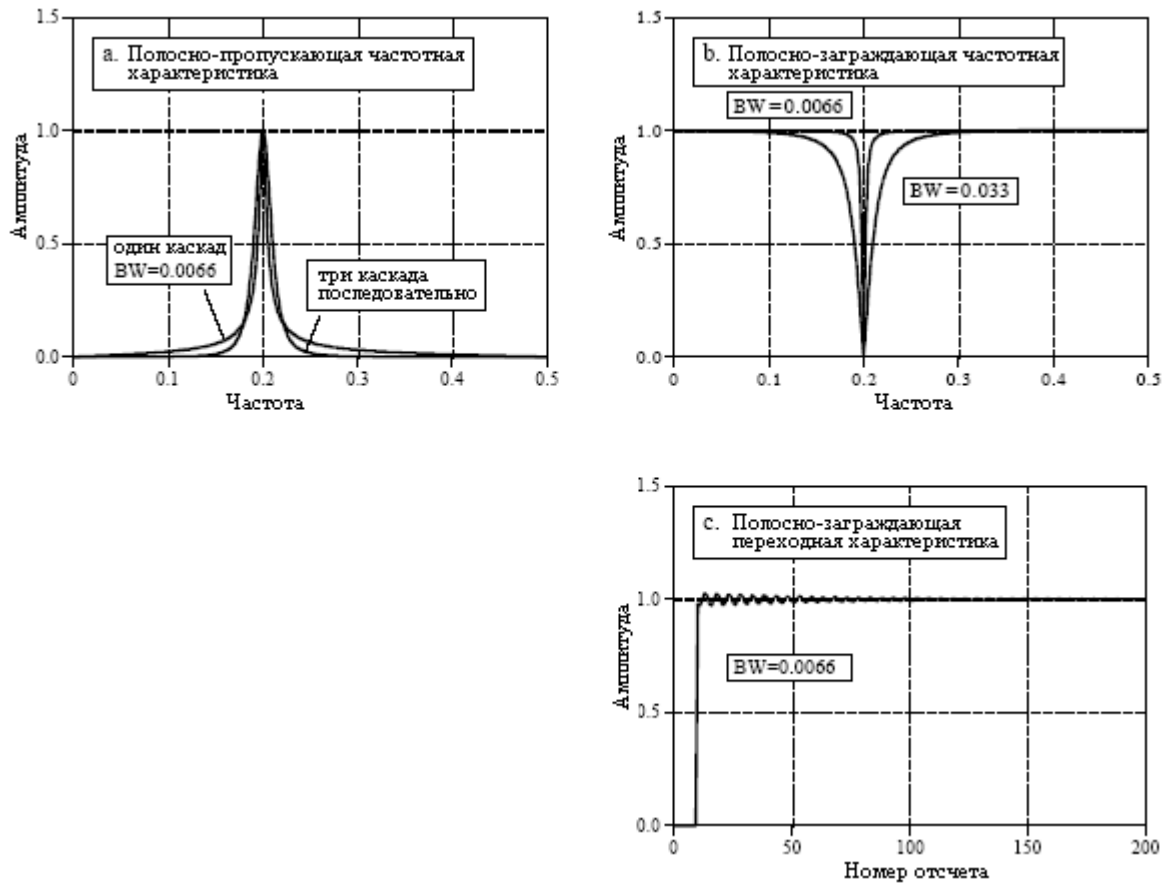 1.5
a. Полосно-пропускающая частотная
характеристика
1.0
Амплитуда
0.5
один каскад
BW=0.0066
три каскада
последовательно
0.0
0 0.1 0.2 0.3 0.4 0.5
Частота
1.5
b. Полосно-заграждающая частотная
характеристика
BW=0.0066
1.0
BW=0.033
Амплитуда
0.5
0.0
0 0.1 0.2 0.3 0.4 0.5
Частота
1.5
c. Полосно-заграждающая
переходная характеристика
1.0
Амплитуда
BW=0.0066
0.5
0.0
0 50 100 150 200
Номер отсчета